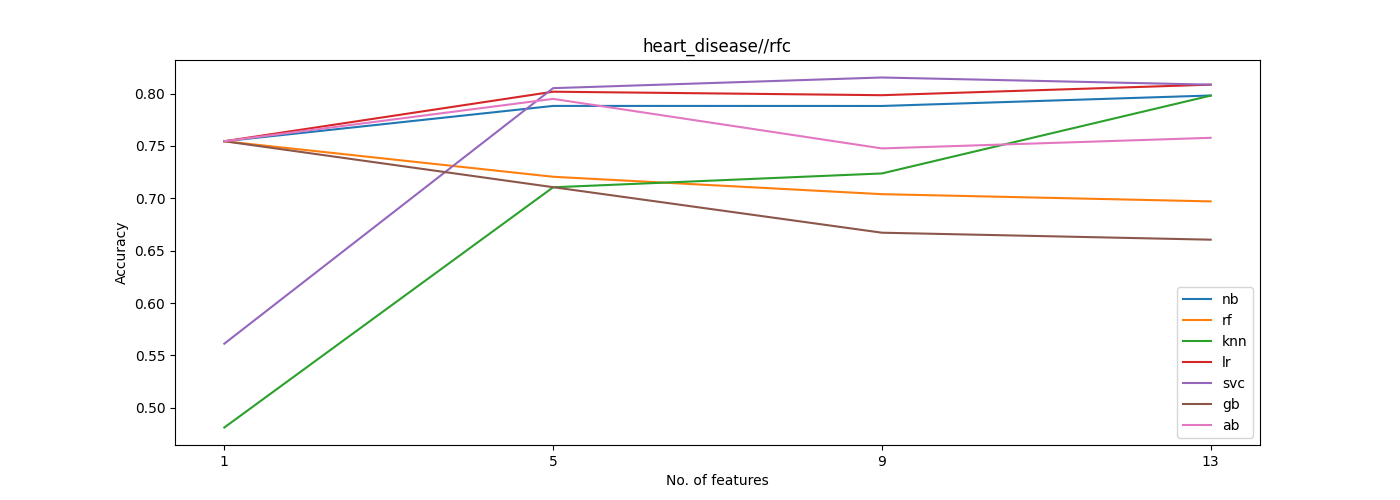 heart_disease//rfc
Accuracy
0.80
0.75
0.70
0.65
0.60
0.55
0.50
1 5 9 13
No. of features
nb
rf
knn
lr
svc
gb
ab